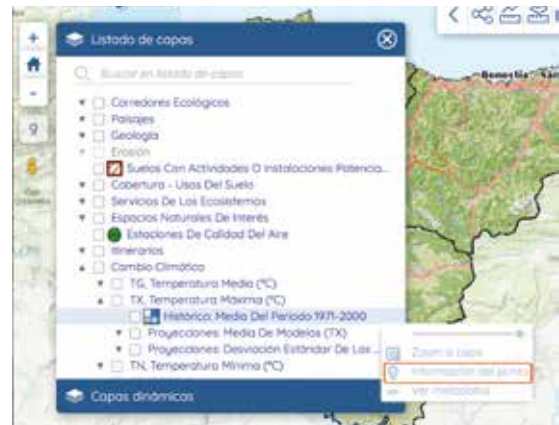 Listado de capas
Buscar en listado de capas
Corredores Ecológicos
Paisajes
Geología
Erosión
Suelos Con Actividades O Instalaciones Potencia...
Cobertura - Usos Del Suelo
Servicios De Los Ecosistemas
Espacios Naturales De Interés
Estaciones De Calidad Del Aire
Itinerarios
Cambio Climático
TG, Temperatura Media (ºC)
TX, Temperatura Máxima (ºC)
Histórico: Media Del Periodo 1971-2000
Proyecciones: Media De Modelos (TX)
Proyecciones: Desviación Estándar De Los ...
TN, Temperatura Mínima (ºC)
Capas dinámicas
Zoom a capa
Información del punto
Ver metadatos